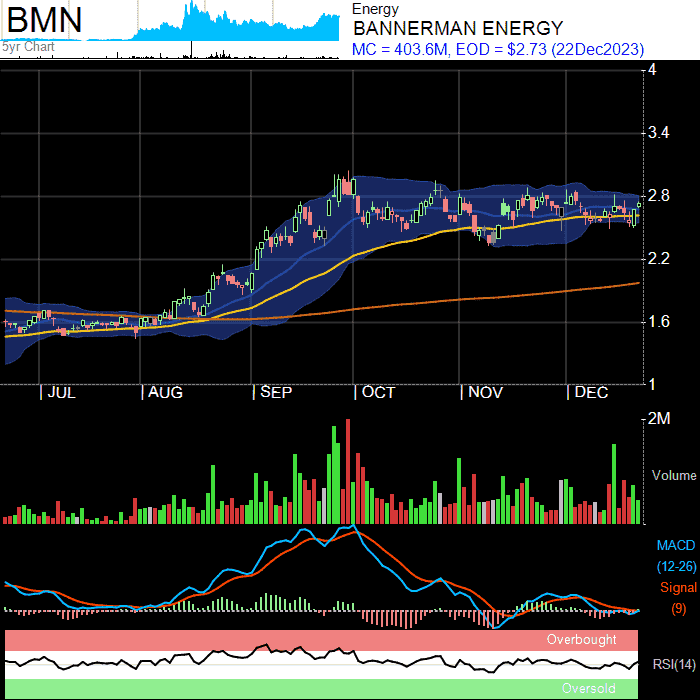 BMN
5yr Chart
Energy
BANNERMAN ENERGY
MC = 403.6M, EOD = $2.73 (22Dec2023)
4
3.4
2.8
2.2
1.6
1
JUL AUG SEP OCT NOV DEC
2M
Volume
MACD
(12-26)
Signal
(9)
Overbought
RSI(14)
Oversold